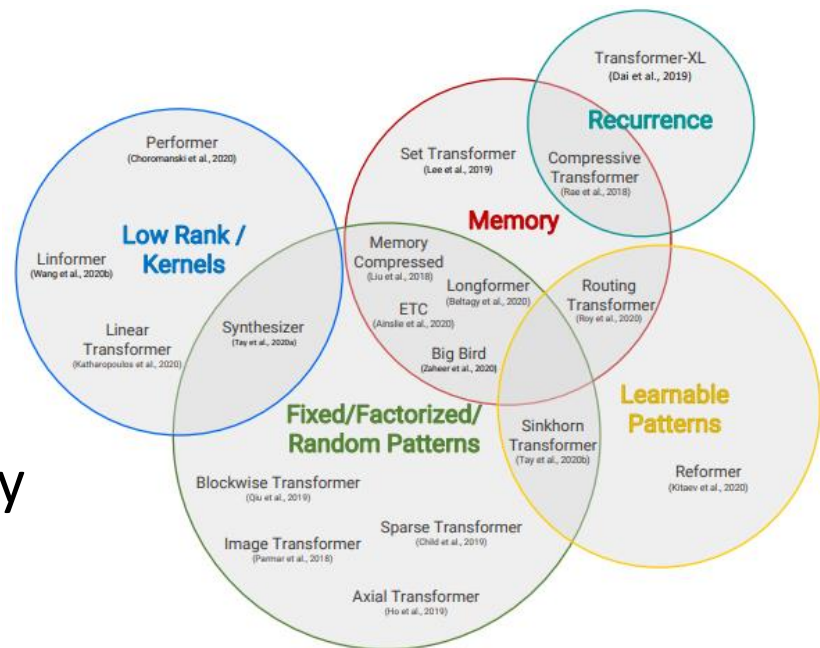 Transformer-XL
(Dai et al., 2019)
Recurrence
Performer
(Choromanski et al., 2020)
Set Transformer
(Lee et al., 2019)
Compressive
Transformer
(Rae et al., 2018)
Memory
Low Rank /
Kernels
Memory
Compressed
(Liu et al., 2018)
Linformer
(Wang et al., 2020b)
Longformer
(Beltagy et al., 2020)
Routing
Transformer
(Roy et al., 2020)
ETC
(Ainslie et al., 2020)
Linear
Transformer
(Katharopoulos et al., 2020)
Synthesizer
(Tay et al., 2020a)
Big Bird
(Zaheer et al., 2020)
Learnable
Patterns
Fixed/Factorized/
Random Patterns
Sinkhorn
Transformer
(Tay et al., 2020b)
Reformer
(Kitaev et al., 2020)
y
Blockwise Transformer
(Qiu et al., 2019)
Sparse Transformer
(Child et al., 2019)
Image Transformer
(Parmar et al., 2018)
Axial Transformer
(Ho et al., 2019)